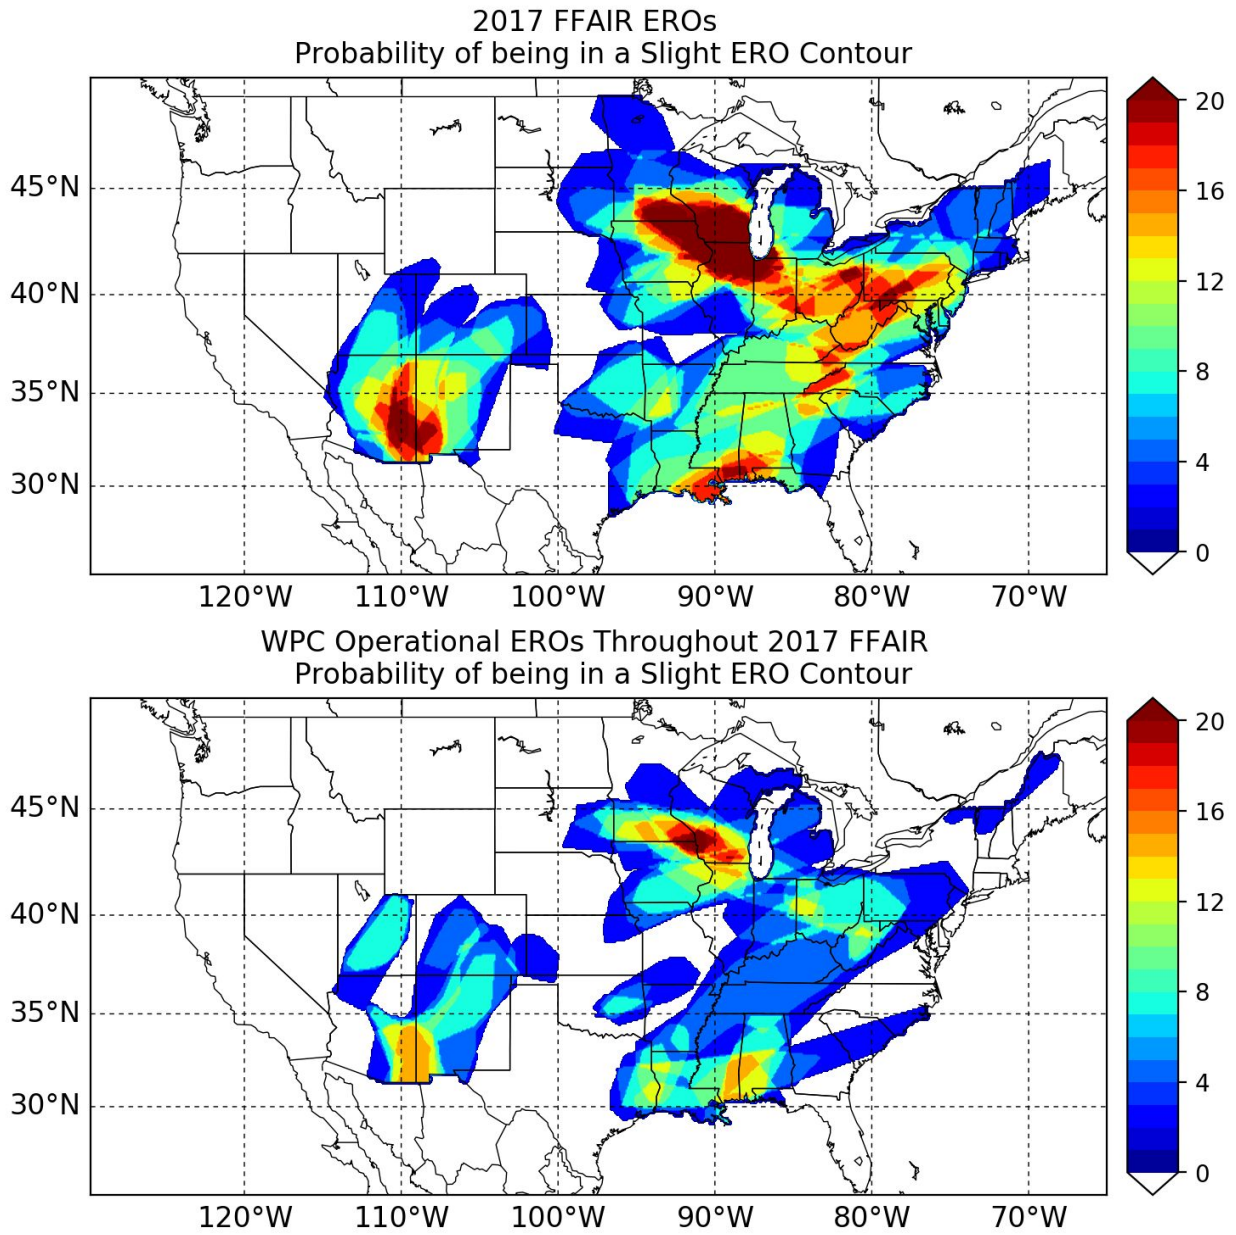 2017 FFAIR EROs
Probability of being in a Slight ERO Contour
45°N
40°N
35°N
30°N
120°W 110°W 100°W 90°W 80°W 70°W
20
16
12
8
4
0
WPC Operational EROs Throughout 2017 FFAIR
Probability of being in a Slight ERO Contour
45°N
40°N
35°N
30°N
120°W 110°W 100°W 90°W 80°W 70°W
20
16
12
8
4
0